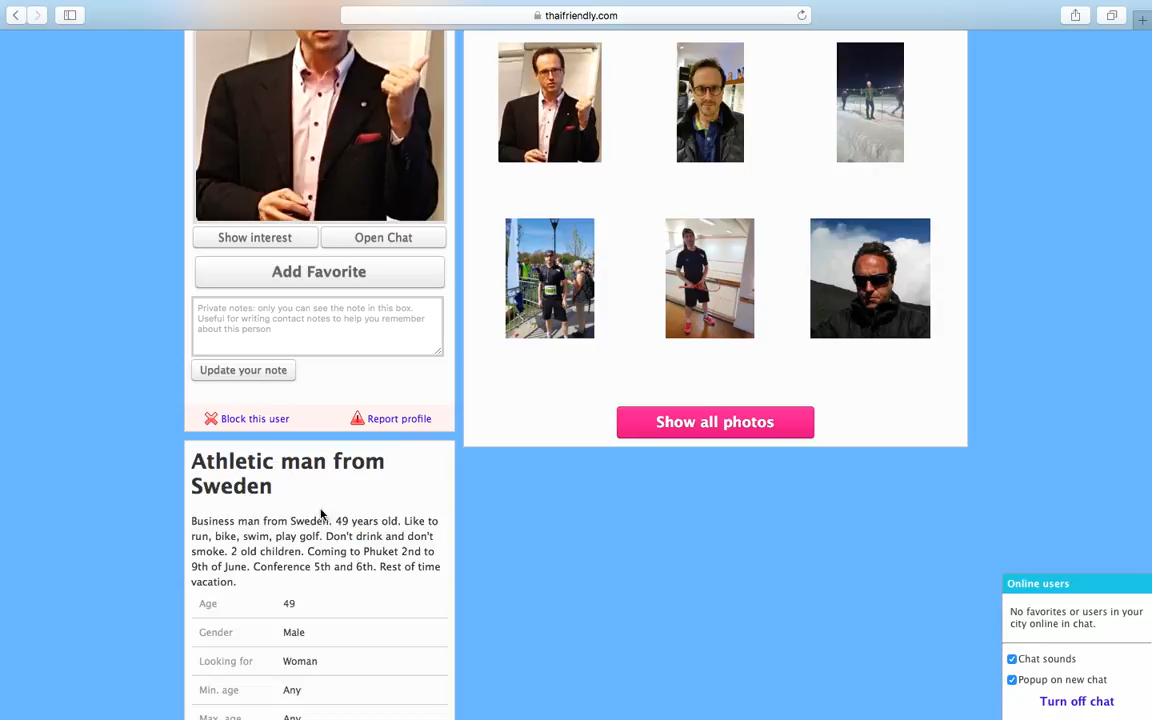 thaifriendly.com
Show interest
Open Chat
Add Favorite
Private notes: only you can see the note in this box.
Useful for writing contact notes to help you remember
about this person
Update your note
Block this user
Report profile
Show all photos
Athletic man from
Sweden
Business man from Sweden. 49 years old. Like to
run, bike, swim, play golf. Don't drink and don't
smoke. 2 old children. Coming to Phuket 2nd to
9th of June. Conference 5th and 6th. Rest of time
vacation.
Age 49
Gender Male
Looking for Woman
Min. age Any
Max. age Any
Online users
No favorites or users in your
city online in chat.
Chat sounds
Popup on new chat
Turn off chat